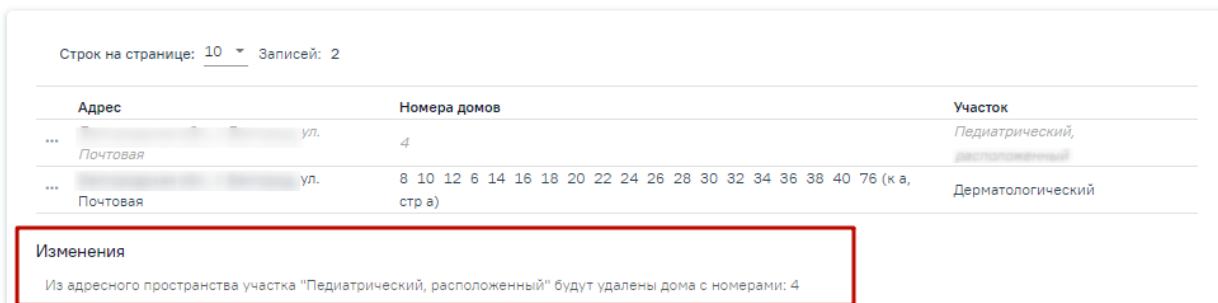 Строк на странице: 10 Записей: 2
Адрес Номера домов Участок
... ул. Почтовая 4 Педиатрический,
... ул. Почтовая 8 10 12 6 14 16 18 20 22 24 26 28 30 32 34 36 38 40 76 (к а, стр а) Дерматологический
Изменения
Из адресного пространства участка "Педиатрический, расположенный" будут удалены дома с номерами: 4